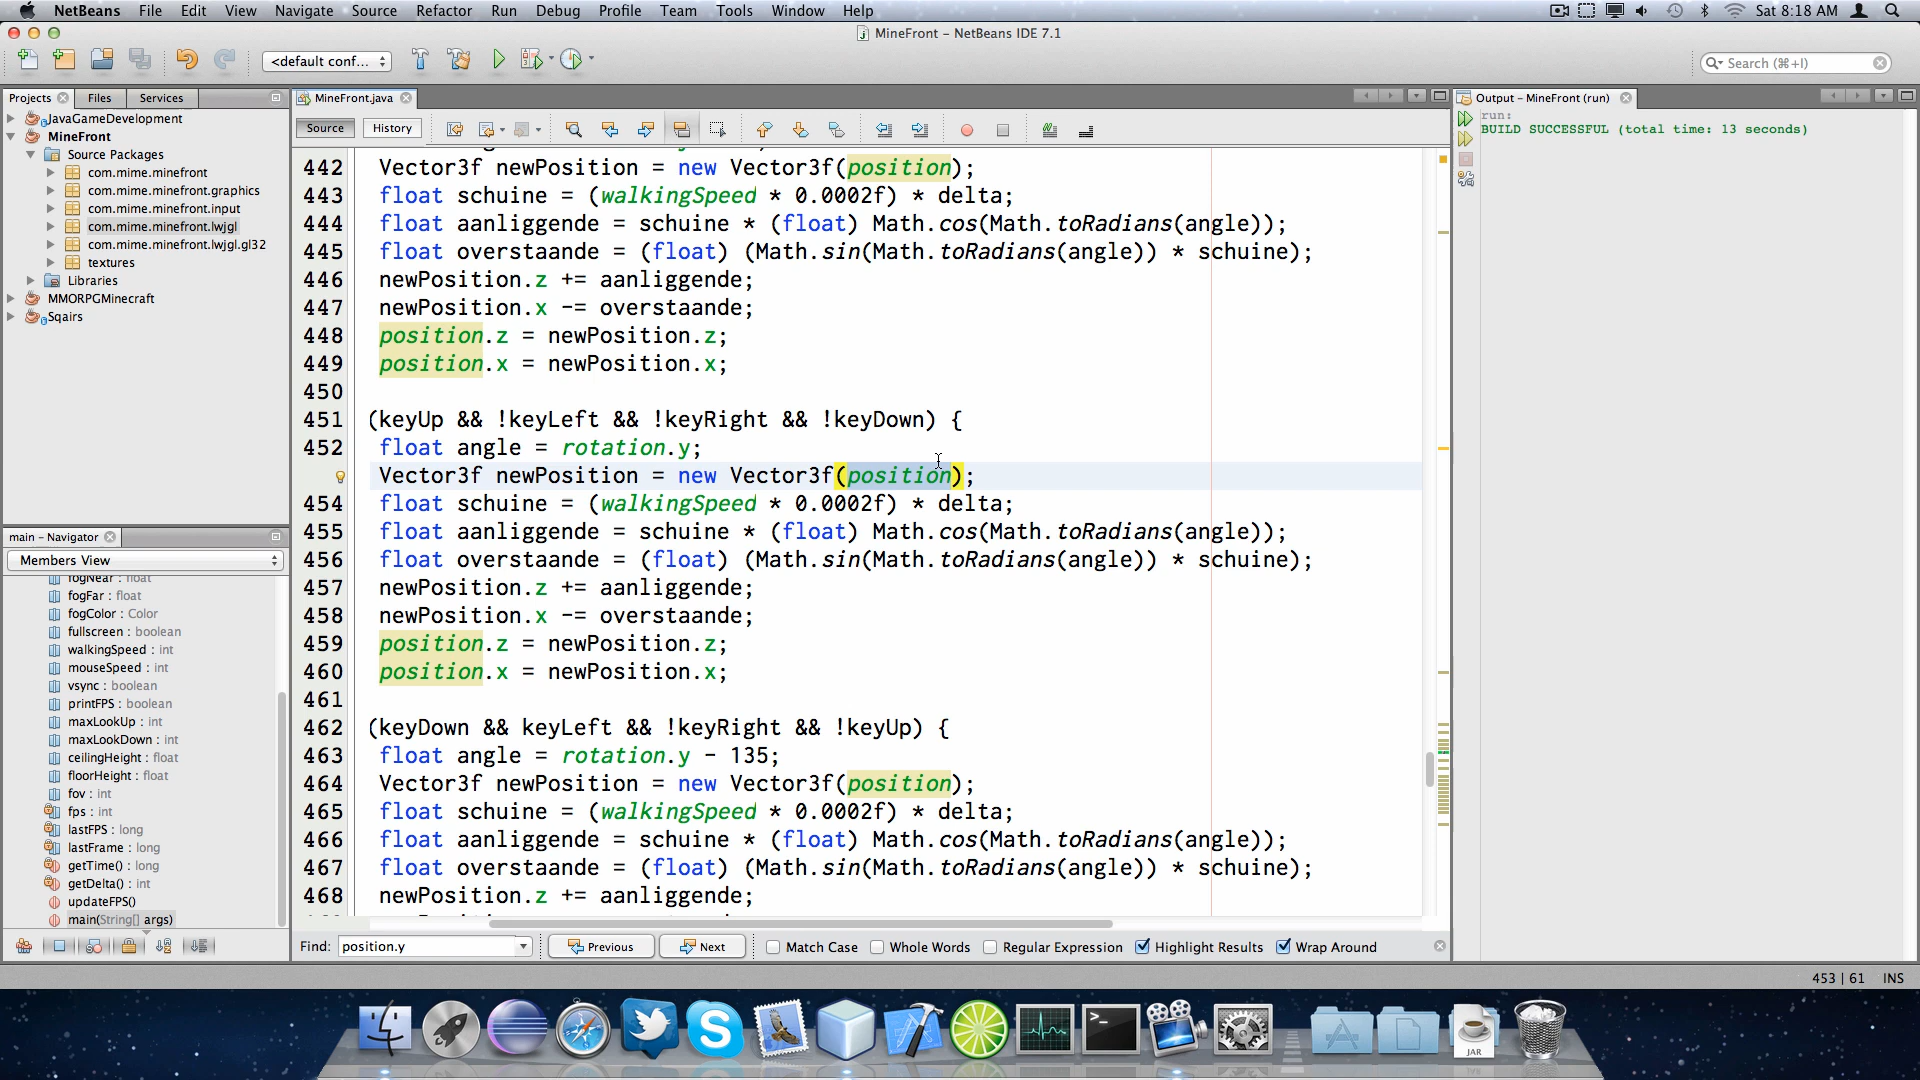 NetBeans File Edit View Navigate Source Refactor Run Debug Profile Team Tools Window Help Sat 8:18 AM
MineFront – NetBeans IDE 7.1
<default conf... Search (⌘+I)
Projects Files Services
JavaGameDevelopment
MineFront
Source Packages
com.mime.minefront
com.mime.minefront.graphics
com.mime.minefront.input
com.mime.minefront.lwjgl
com.mime.minefront.lwjgl.gl32
textures
Libraries
MMORPGMinecraft
Sqairs
main – Navigator
Members View
fogNear : float
fogFar : float
fogColor : Color
fullscreen : boolean
walkingSpeed : int
mouseSpeed : int
vsync : boolean
printFPS : boolean
maxLookUp : int
maxLookDown : int
ceilingHeight : float
floorHeight : float
fov : int
fps : int
lastFPS : long
lastFrame : long
getTime() : long
getDelta() : int
updateFPS()
main(String[] args)
MineFront.java
Source History
442 Vector3f newPosition = new Vector3f(position);
443 float schuine = (walkingSpeed * 0.0002f) * delta;
444 float aanliggende = schuine * (float) Math.cos(Math.toRadians(angle));
445 float overstaande = (float) (Math.sin(Math.toRadians(angle)) * schuine);
446 newPosition.z += aanliggende;
447 newPosition.x -= overstaande;
448 position.z = newPosition.z;
449 position.x = newPosition.x;
450
451 (keyUp && !keyLeft && !keyRight && !keyDown) {
452 float angle = rotation.y;
Vector3f newPosition = new Vector3f(position);
454 float schuine = (walkingSpeed * 0.0002f) * delta;
455 float aanliggende = schuine * (float) Math.cos(Math.toRadians(angle));
456 float overstaande = (float) (Math.sin(Math.toRadians(angle)) * schuine);
457 newPosition.z += aanliggende;
458 newPosition.x -= overstaande;
459 position.z = newPosition.z;
460 position.x = newPosition.x;
461
462 (keyDown && keyLeft && !keyRight && !keyUp) {
463 float angle = rotation.y - 135;
464 Vector3f newPosition = new Vector3f(position);
465 float schuine = (walkingSpeed * 0.0002f) * delta;
466 float aanliggende = schuine * (float) Math.cos(Math.toRadians(angle));
467 float overstaande = (float) (Math.sin(Math.toRadians(angle)) * schuine);
468 newPosition.z += aanliggende;
Find: position.y Previous Next Match Case Whole Words Regular Expression Highlight Results Wrap Around
Output – MineFront (run)
run:
BUILD SUCCESSFUL (total time: 13 seconds)
453 | 61 INS
JAR